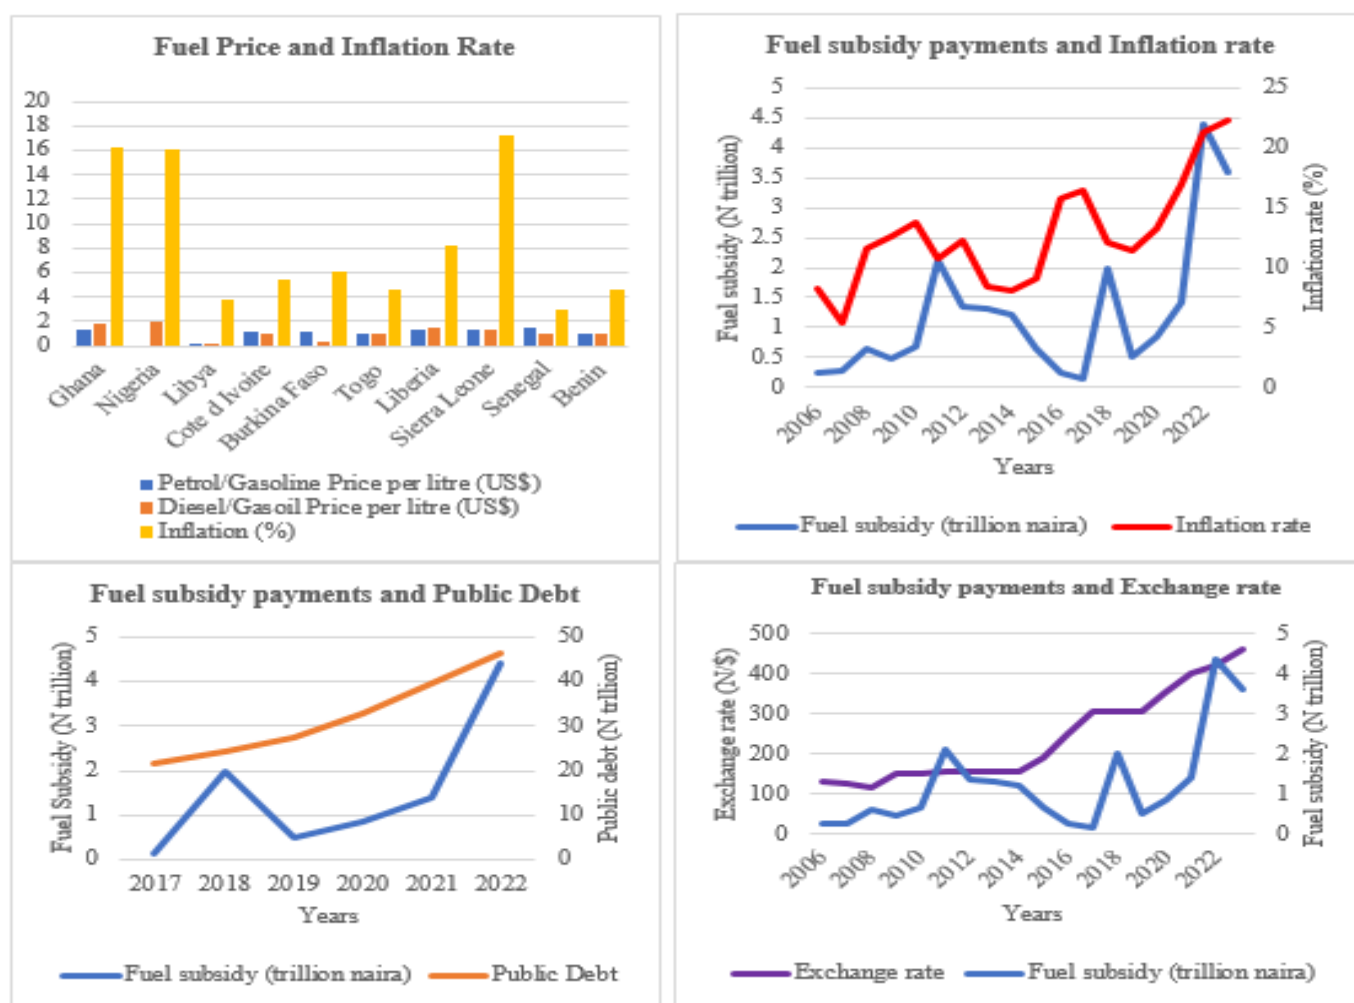 Fuel Price and Inflation Rate
20
18
16
14
12
10
8
6
4
2
0
Ghana
Nigeria
Libya
Cote d Ivoire
Burkina Faso
Togo
Liberia
Sierra Leone
Senegal
Benin
Petrol/Gasoline Price per litre (US$)
Diesel/Gasoil Price per litre (US$)
Inflation (%)
Fuel subsidy payments and Inflation rate
Fuel subsidy (N trillion)
5
4.5
4
3.5
3
2.5
2
1.5
1
0.5
0
25
20
15
10
5
0
Inflation rate (%)
2006
2008
2010
2012
2014
2016
2018
2020
2022
Years
Fuel subsidy (trillion naira)
Inflation rate
Fuel subsidy payments and Public Debt
Fuel Subsidy (N trillion)
5
4
3
2
1
0
50
40
30
20
10
0
Public debt (N trillion)
2017 2018 2019 2020 2021 2022
Years
Fuel subsidy (trillion naira)
Public Debt
Fuel subsidy payments and Exchange rate
Exchange rate (N/$)
500
400
300
200
100
0
5
4
3
2
1
0
Fuel subsidy (N trillion)
2006
2008
2010
2012
2014
2016
2018
2020
2022
Years
Exchange rate
Fuel subsidy (trillion naira)